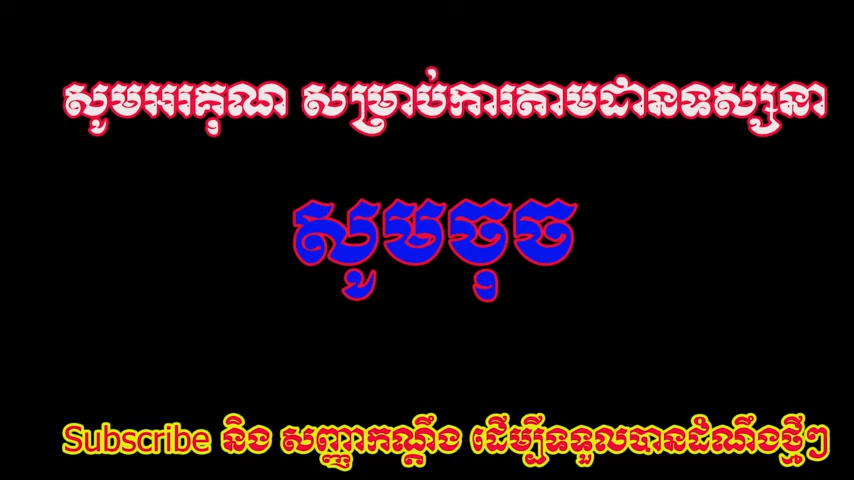 សូមអរគុណ សម្រាប់ការតាមដានទស្សនា
សូមចុច
Subscribe និង សញ្ញាកណ្ដឹង ដើម្បីទទួលបានដំណឹងថ្មីៗ